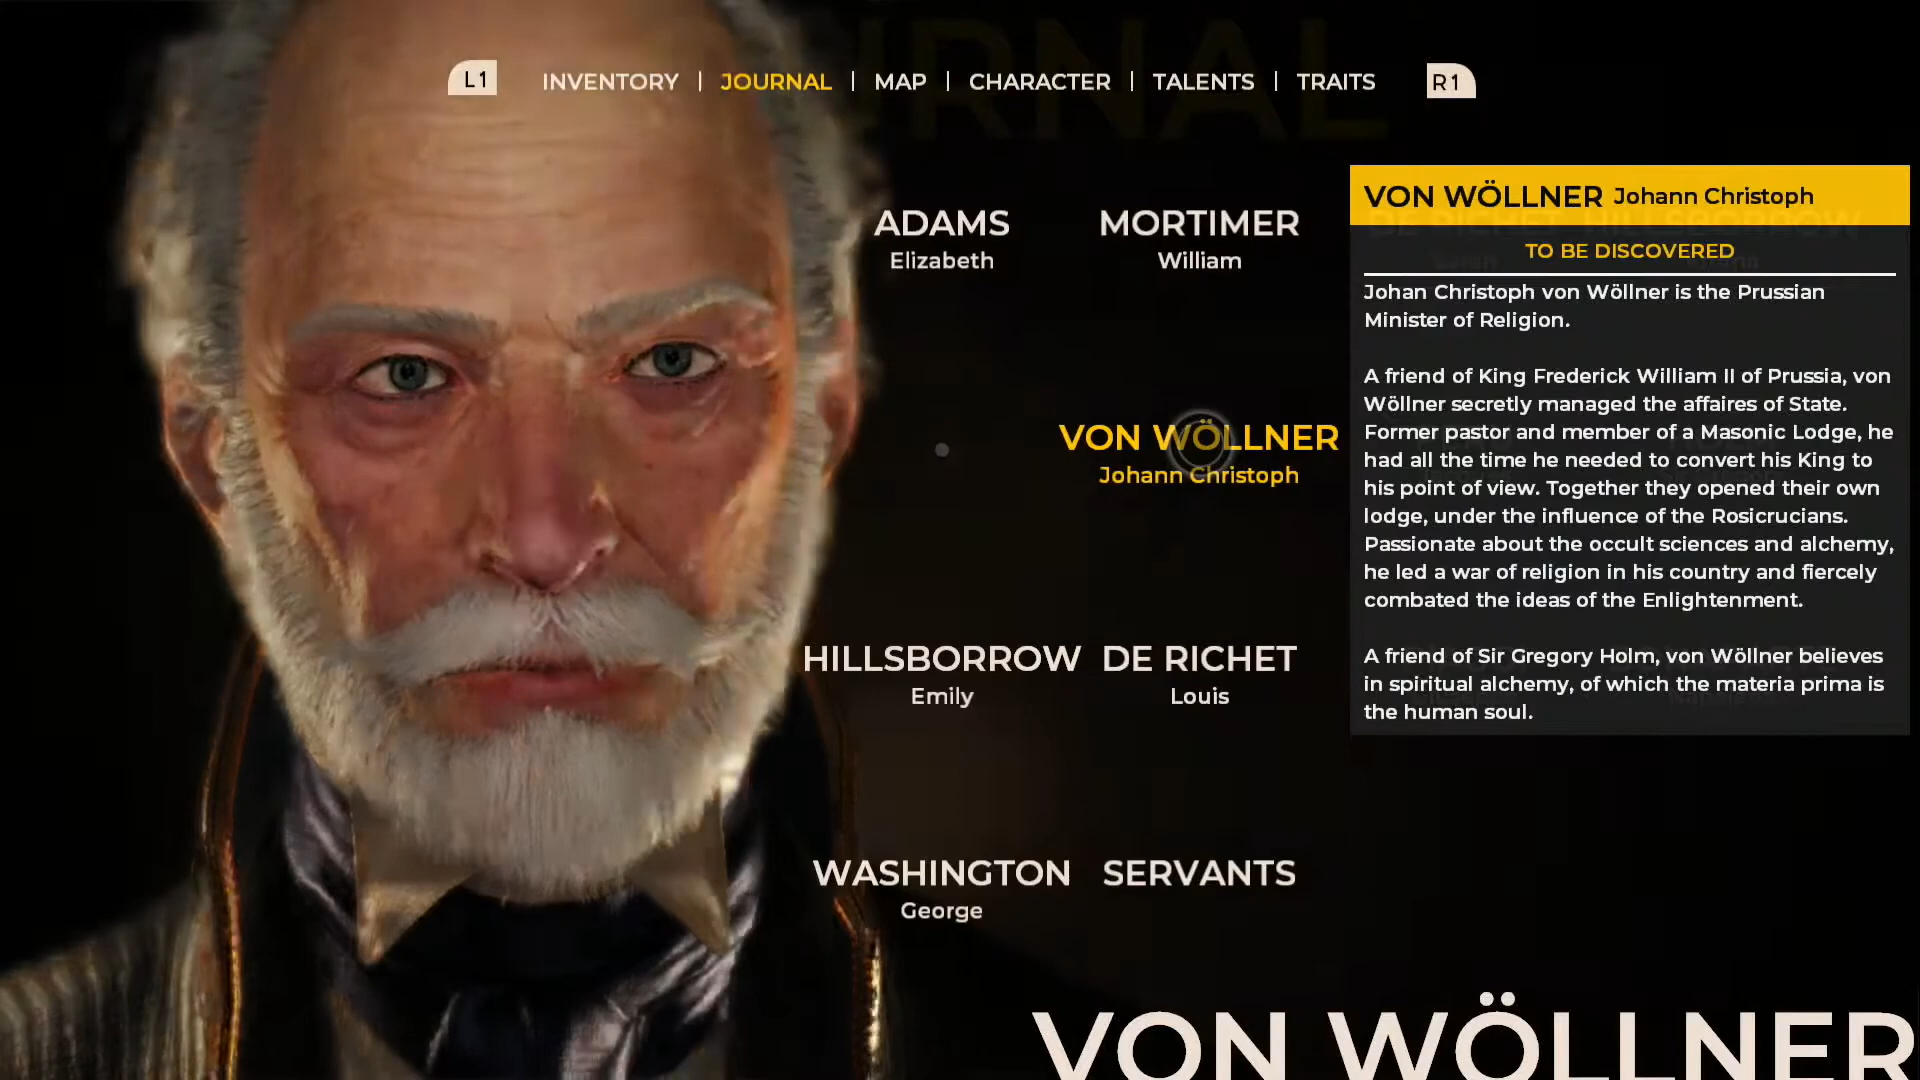 L1 INVENTORY | JOURNAL | MAP | CHARACTER | TALENTS | TRAITS R1
ADAMS
Elizabeth
MORTIMER
William
VON WÖLLNER
Johann Christoph
HILLSBORROW
Emily
DE RICHET
Louis
WASHINGTON
George
SERVANTS
VON WÖLLNER Johann Christoph
TO BE DISCOVERED
Johan Christoph von Wöllner is the Prussian
Minister of Religion.
A friend of King Frederick William II of Prussia, von
Wöllner secretly managed the affaires of State.
Former pastor and member of a Masonic Lodge, he
had all the time he needed to convert his King to
his point of view. Together they opened their own
lodge, under the influence of the Rosicrucians.
Passionate about the occult sciences and alchemy,
he led a war of religion in his country and fiercely
combated the ideas of the Enlightenment.
A friend of Sir Gregory Holm, von Wöllner believes
in spiritual alchemy, of which the materia prima is
the human soul.
VON WÖLLNER